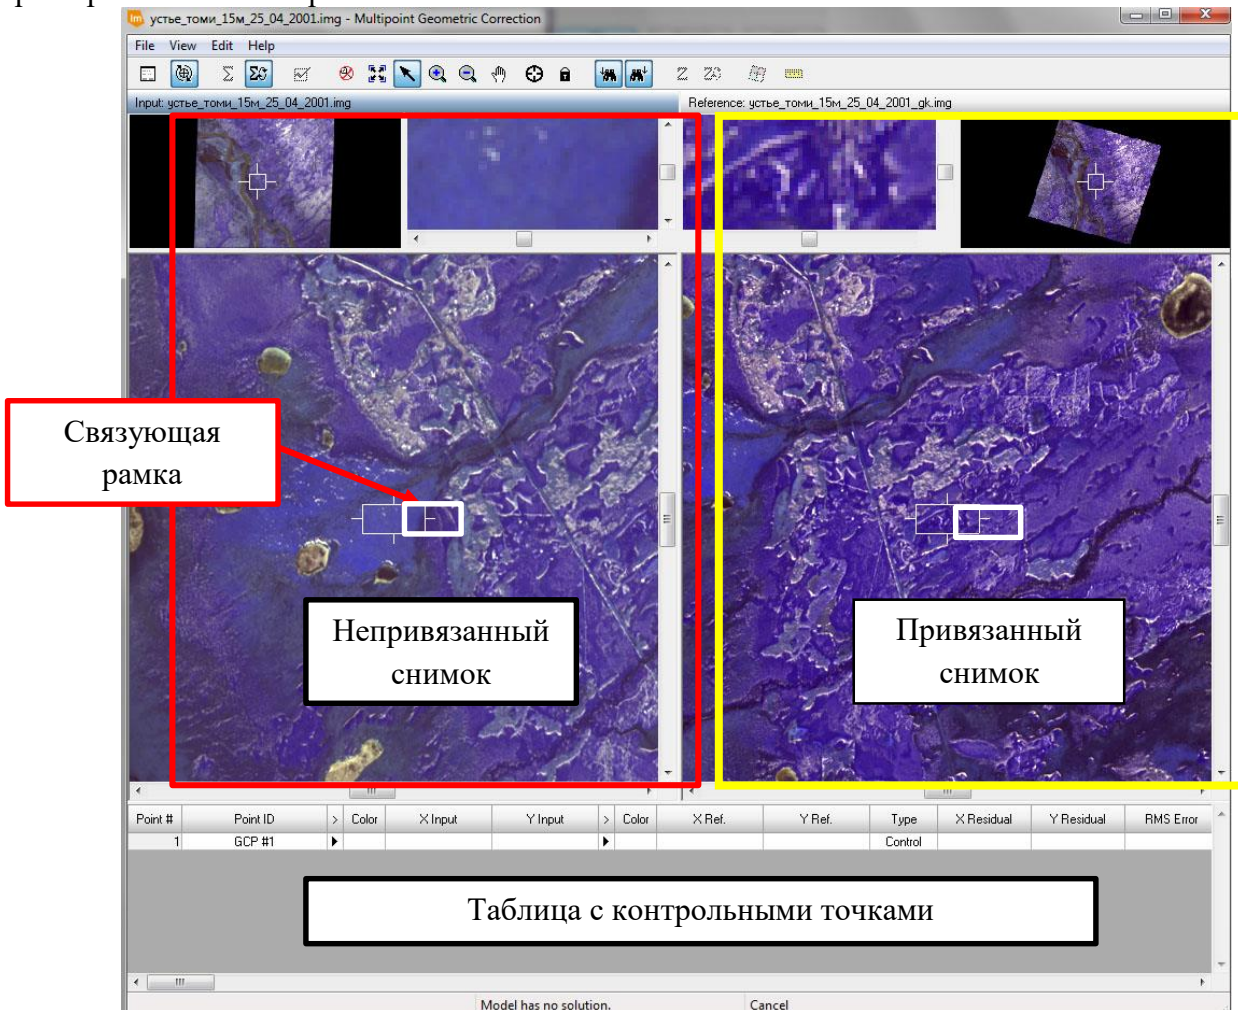 устье_томи_15м_25_04_2001.img - Multipoint Geometric Correction
File View Edit Help
Input: устье_томи_15м_25_04_2001.img
Reference: устье_томи_15м_25_04_2001_gk.img
Связующая
рамка
Непривязанный
снимок
Привязанный
снимок
Point # Point ID > Color X Input Y Input > Color X Ref. Y Ref. Type X Residual Y Residual RMS Error
1 GCP #1 Control
Таблица с контрольными точками
Model has no solution. Cancel